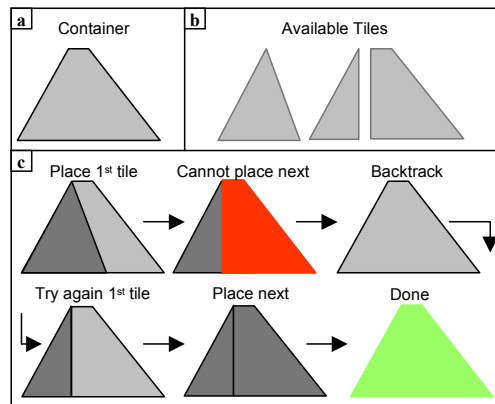 a
Container
b
Available Tiles
c
Place 1st tile
Cannot place next
Backtrack
Try again 1st tile
Place next
Done